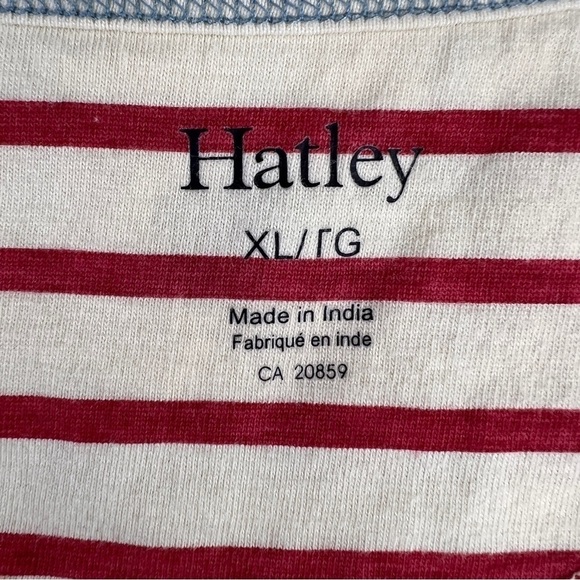 Hatley
XL/TG
Made in India
Fabriqué en inde
CA 20859